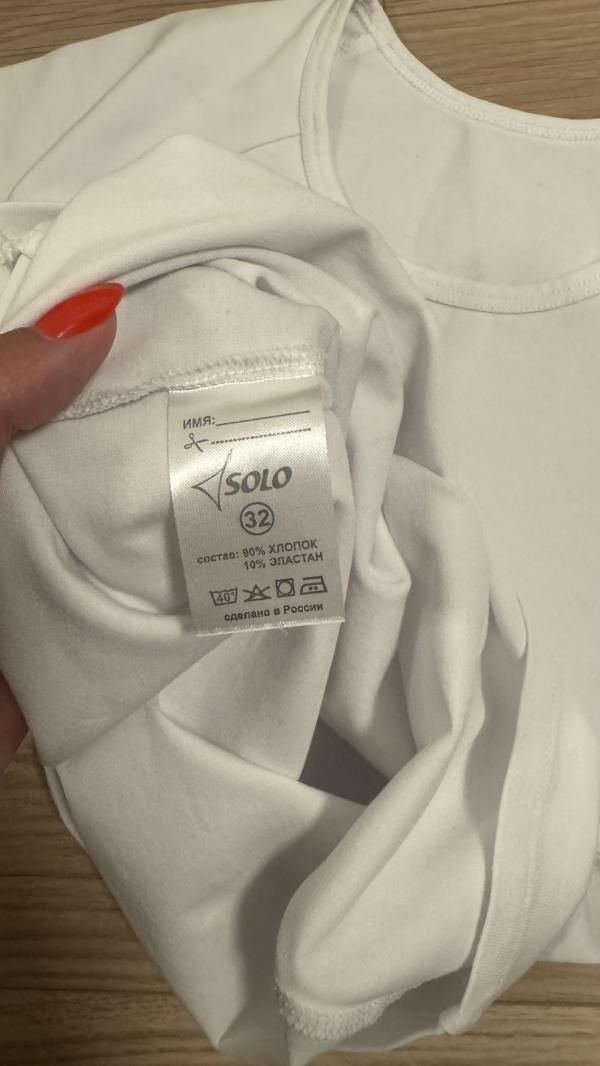 ИМЯ:
SOLO
32
состав: 90% ХЛОПОК
10% ЭЛАСТАН
40°
сделано в России